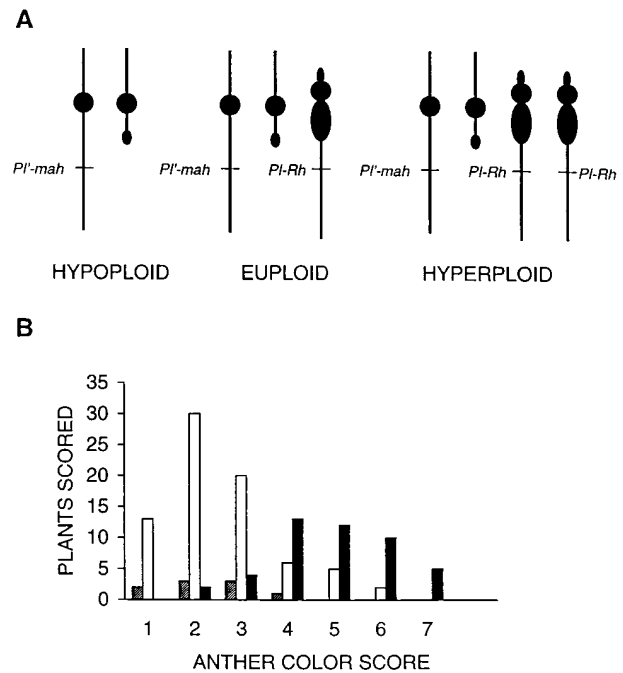 A
Pl'-mah
Pl'-mah
Pl-Rh
Pl'-mah
Pl-Rh
Pl-Rh
HYPOPLOID
EUPLOID
HYPERPLOID
B
PLANTS SCORED
35
30
25
20
15
10
5
0
1 2 3 4 5 6 7
ANTHER COLOR SCORE